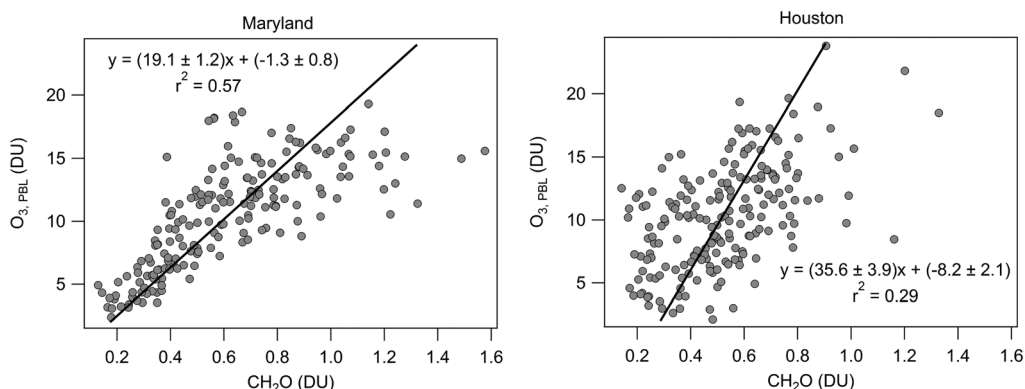 Maryland
y = (19.1 ± 1.2)x + (-1.3 ± 0.8)
r² = 0.57
20
15
10
5
O₃, PBL (DU)
0.2 0.4 0.6 0.8 1.0 1.2 1.4 1.6
CH₂O (DU)
Houston
20
15
10
5
O₃, PBL (DU)
y = (35.6 ± 3.9)x + (-8.2 ± 2.1)
r² = 0.29
0.2 0.4 0.6 0.8 1.0 1.2 1.4 1.6
CH₂O (DU)